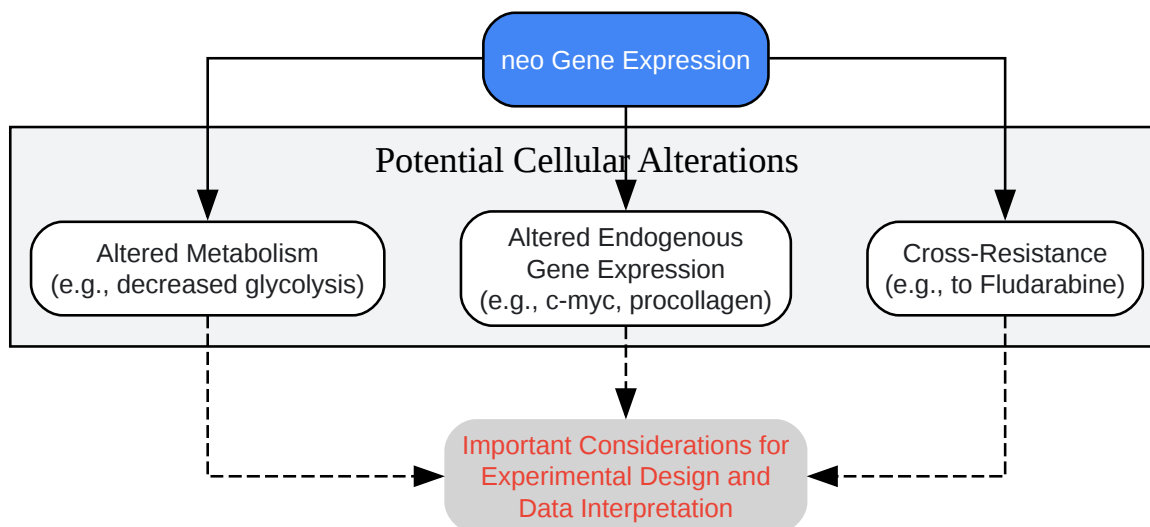 neo Gene Expression
Potential Cellular Alterations
Altered Metabolism
(e.g., decreased glycolysis)
Altered Endogenous
Gene Expression
(e.g., c-myc, procollagen)
Cross-Resistance
(e.g., to Fludarabine)
Important Considerations for
Experimental Design and
Data Interpretation